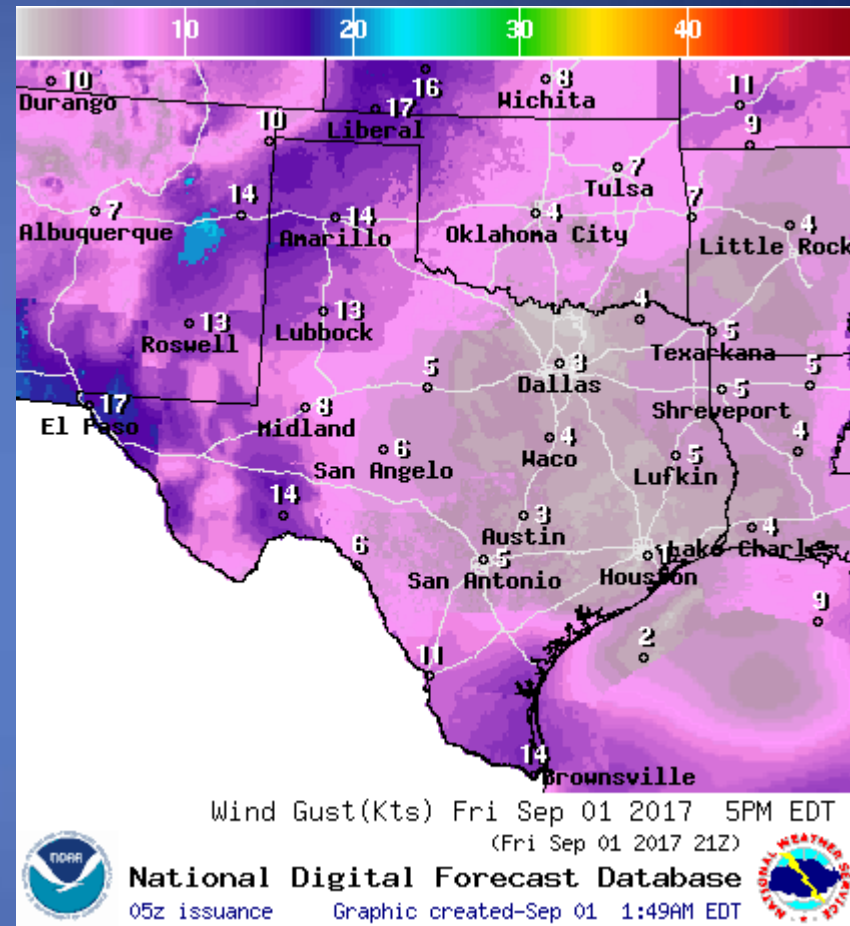 10 20 30 40
10
Durango
16
17
Liberal
8
Wichita
11
9
10
7
Tulsa
7
Albuquerque
14
14
Amarillo
4
Oklahoma City
7
4
Little Rock
13
Roswell
13
Lubbock
4
5
Texarkana
3
Dallas
5
5
Shreveport
5
17
El Paso
8
Midland
6
San Angelo
4
Waco
5
Lufkin
4
14
3
Austin
4
Lake Charle
6
5
San Antonio
1
Houston
9
2
11
14
Brownsville
Wind Gust(Kts) Fri Sep 01 2017 5PM EDT
(Fri Sep 01 2017 21Z)
National Digital Forecast Database
05z issuance Graphic created-Sep 01 1:49AM EDT
NOAA
NATIONAL WEATHER SERVICE